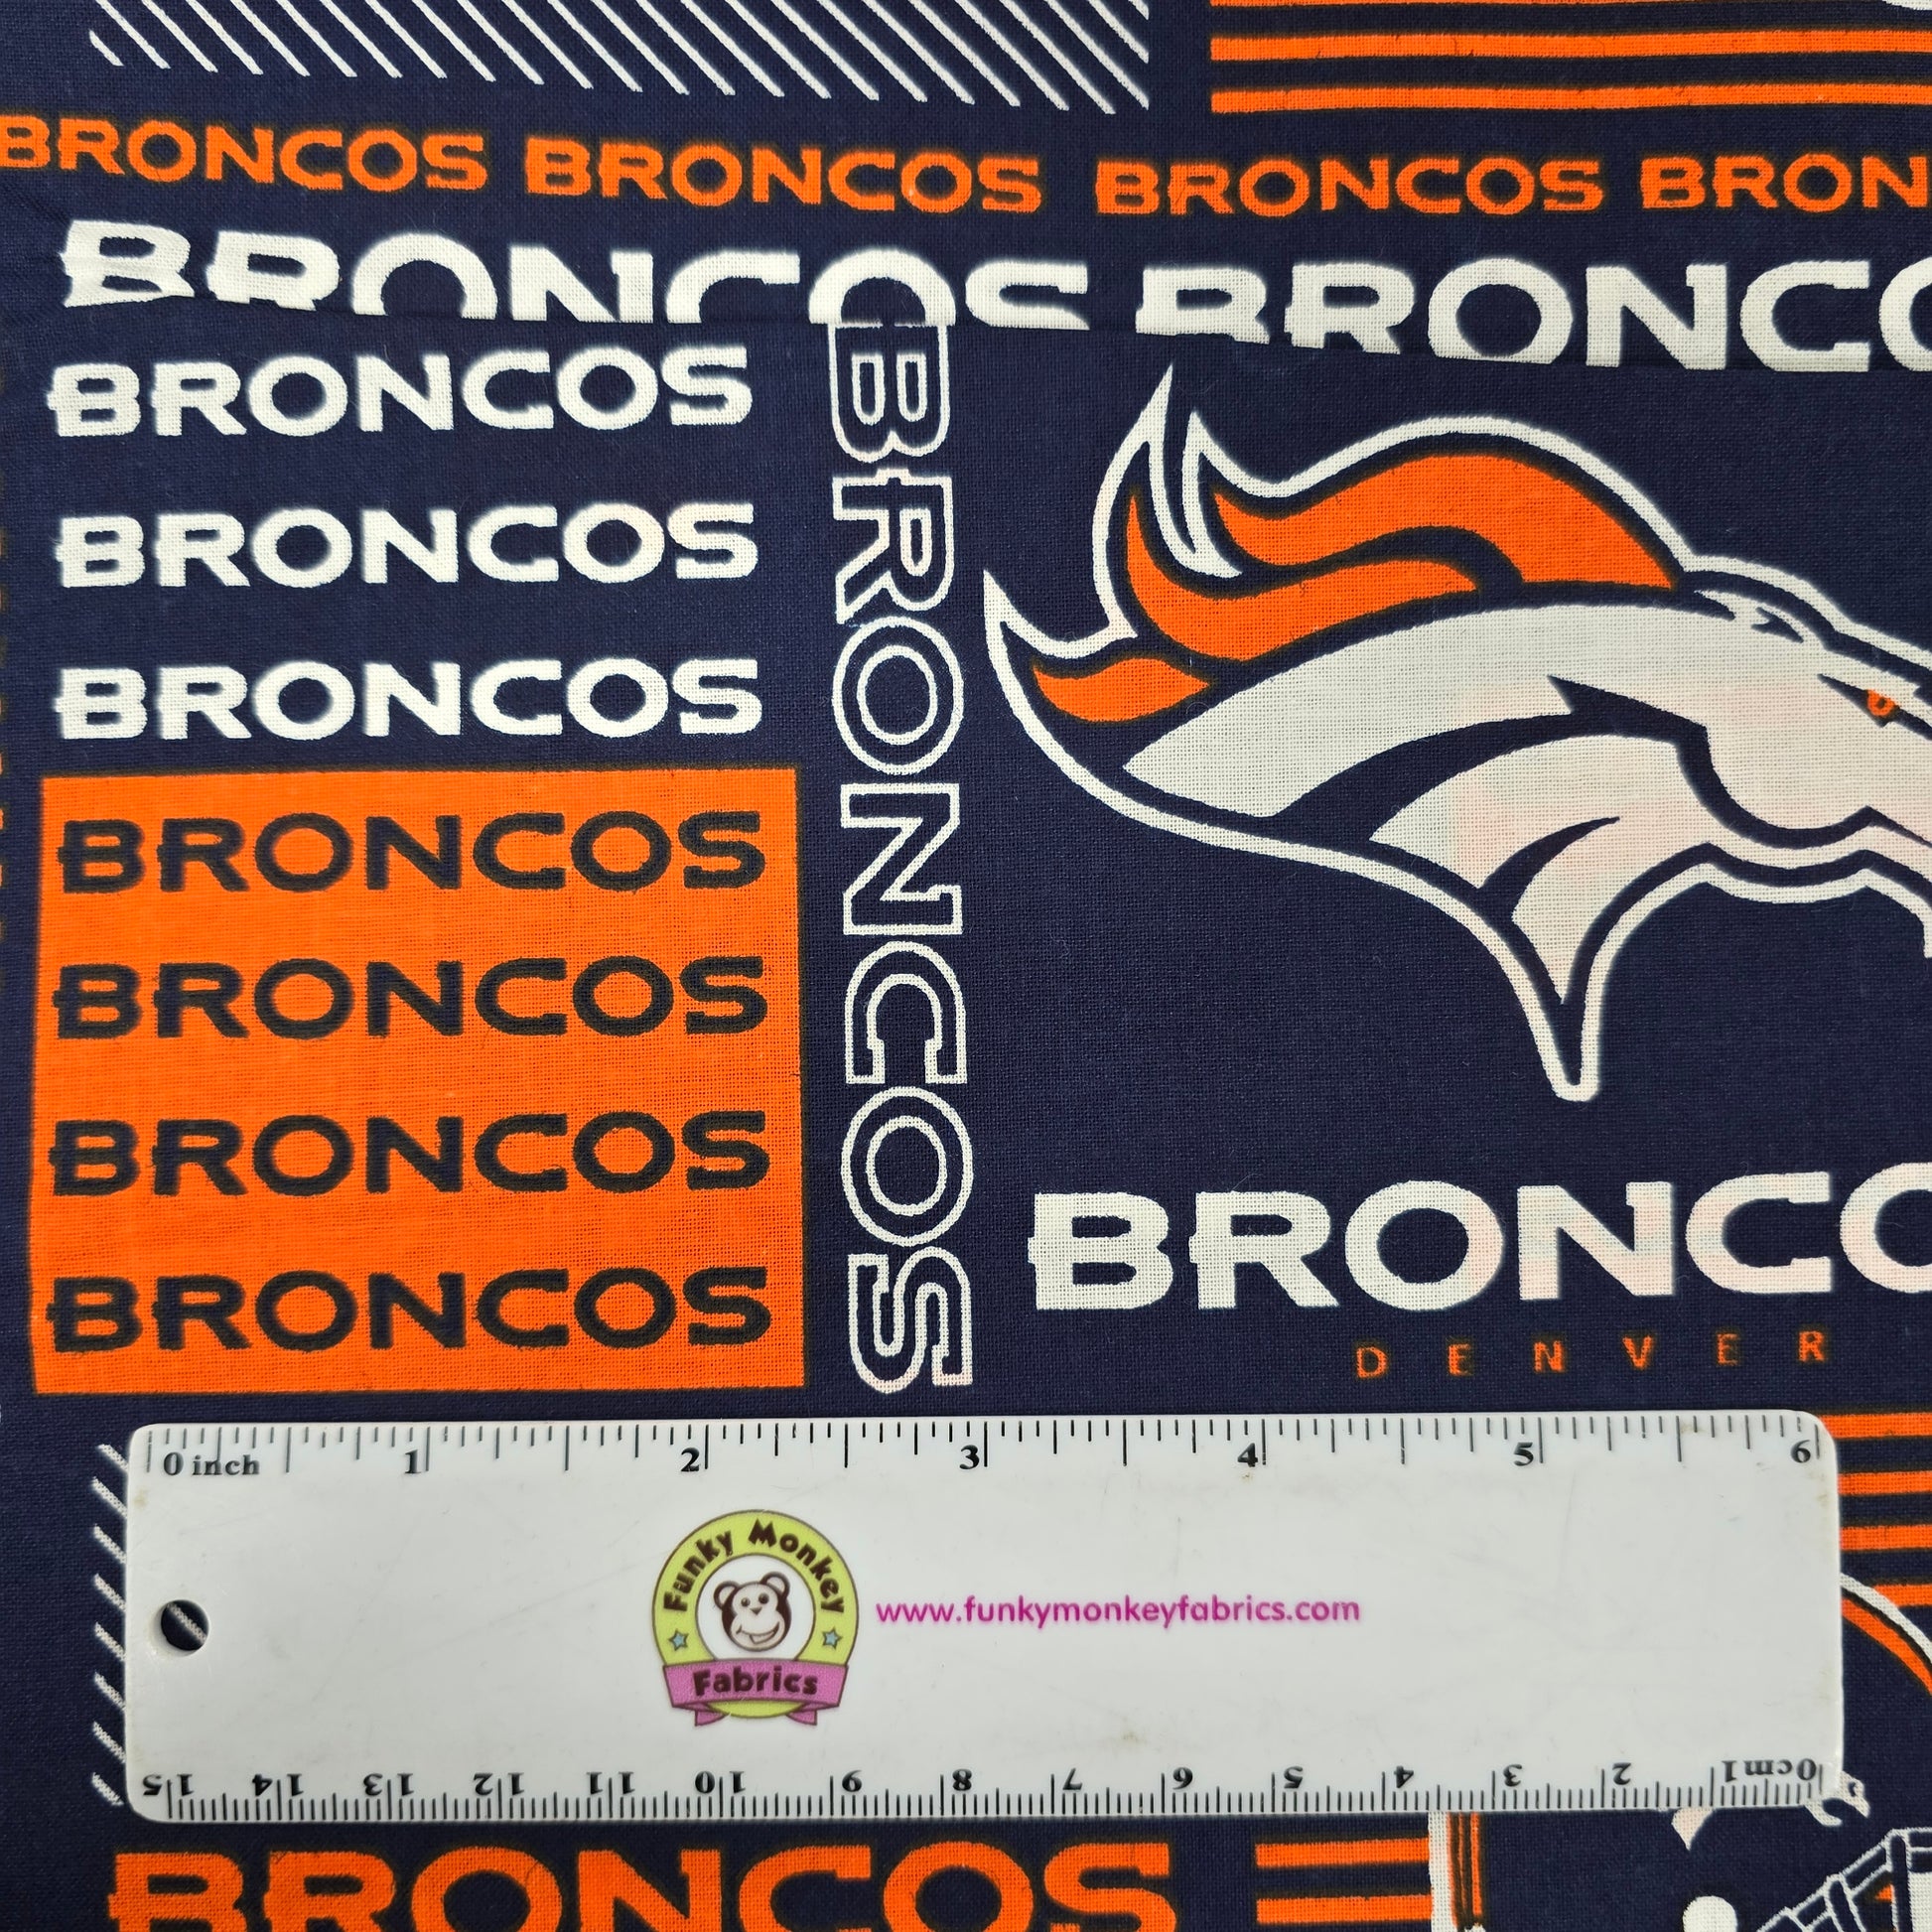 BRONCOS BRONCOS BRONCOS BRON
BRONCOS BRONCO
BRONCOS
BRONCOS
BRONCOS
BRONCOS
BRONCOS
BRONCOS
BRONCOS
BRONCOS
BRONCO
DENVER
0 inch 1 2 3 4 5 6
Funky Monkey
Fabrics
www.funkymonkeyfabrics.com
15 14 13 12 11 10 9 8 7 6 5 4 3 2 1 0cm
BRONCOS